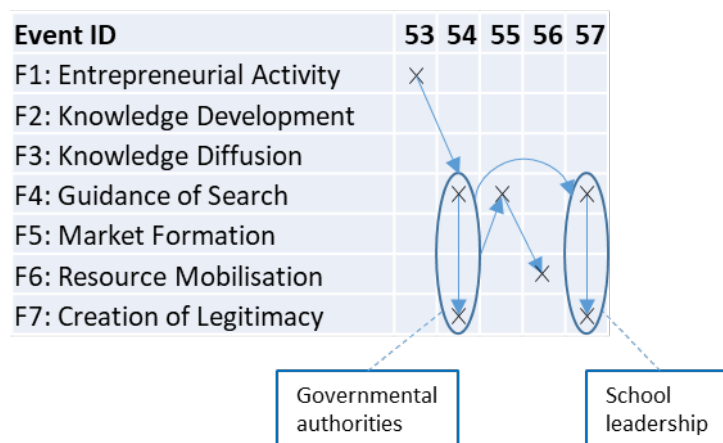 Event ID 53 54 55 56 57
F1: Entrepreneurial Activity
F2: Knowledge Development
F3: Knowledge Diffusion
F4: Guidance of Search
F5: Market Formation
F6: Resource Mobilisation
F7: Creation of Legitimacy
Governmental
authorities
School
leadership